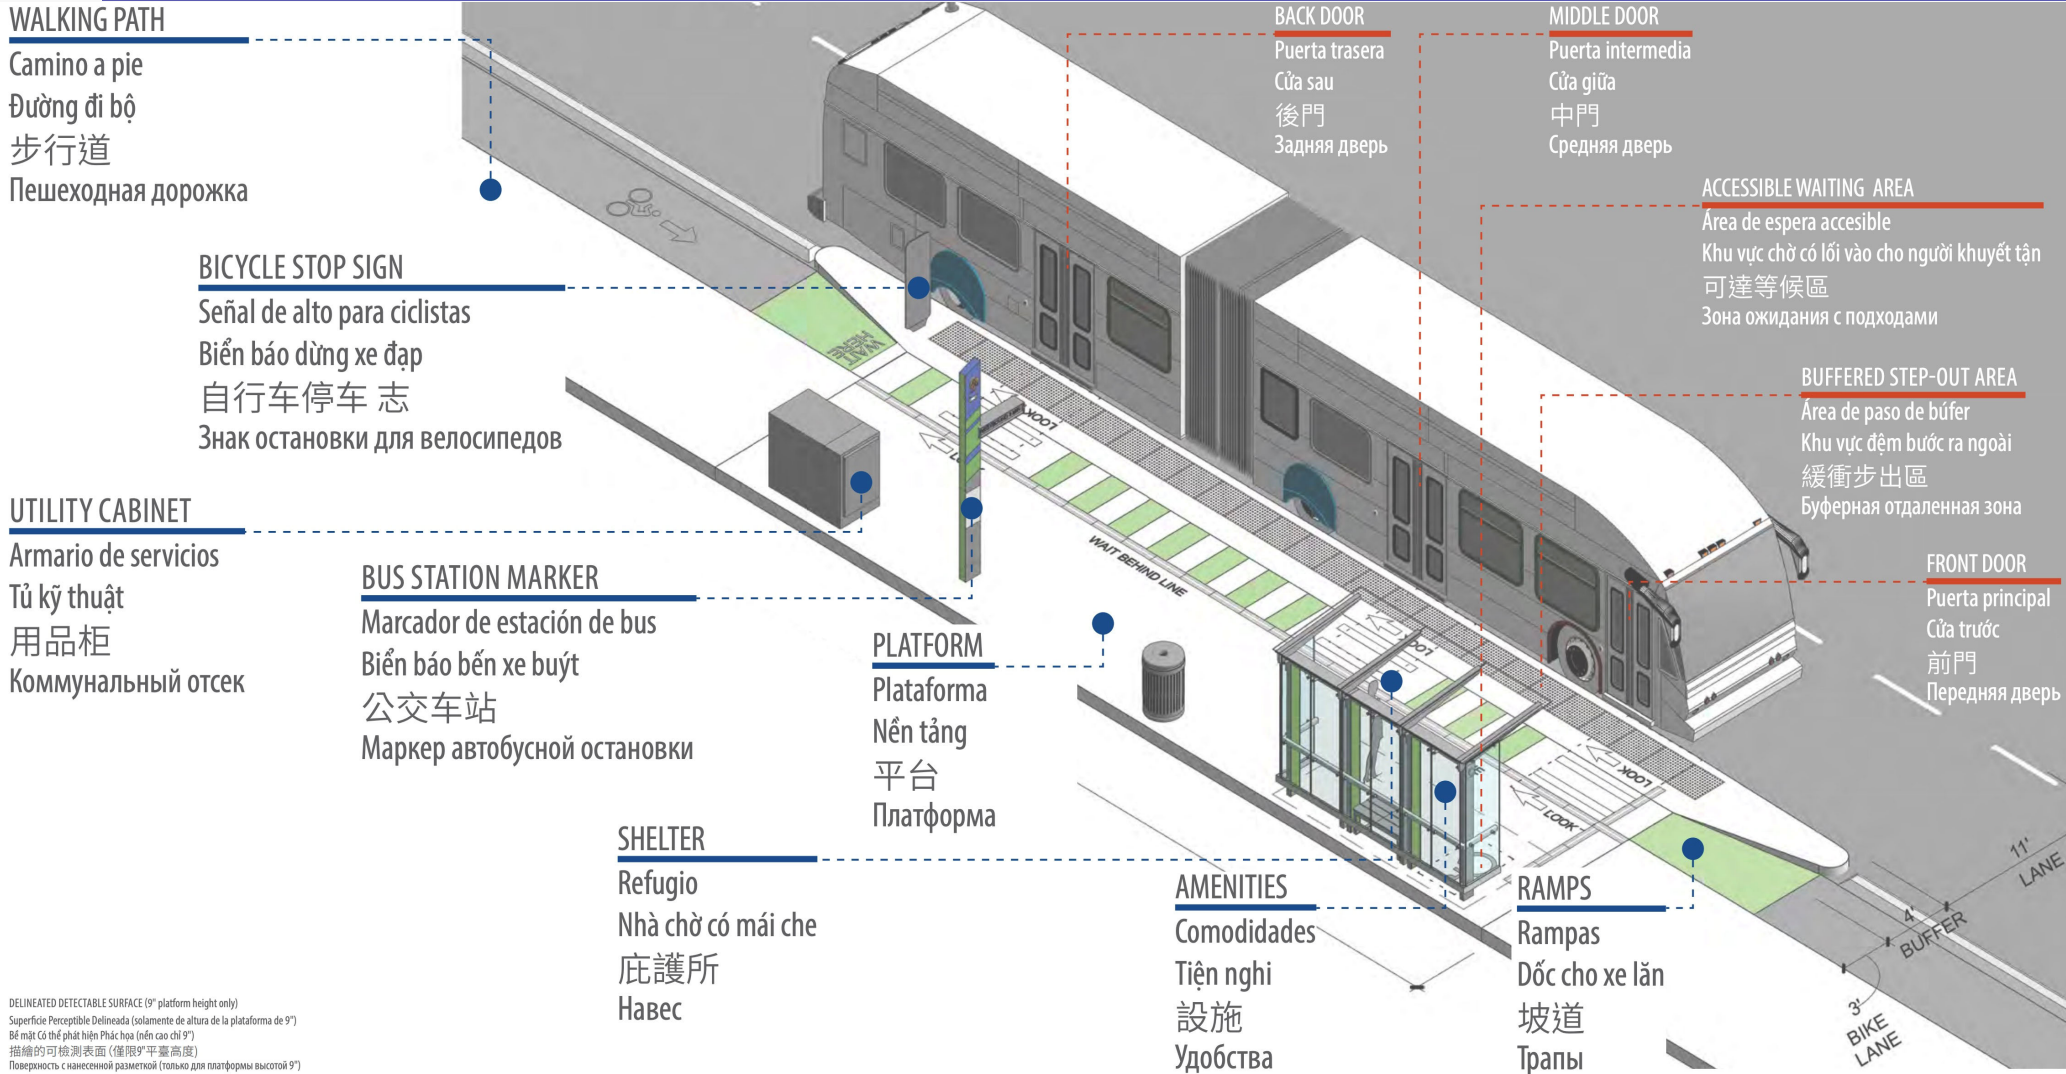 WALKING PATH
Camino a pie
Đường đi bộ
步行道
Пешеходная дорожка
BICYCLE STOP SIGN
Señal de alto para ciclistas
Biển báo dừng xe đạp
自行车停车 志
Знак остановки для велосипедов
UTILITY CABINET
Armario de servicios
Tủ kỹ thuật
用品柜
Коммунальный отсек
BUS STATION MARKER
Marcador de estación de bus
Biển báo bến xe buýt
公交车站
Маркер автобусной остановки
PLATFORM
Plataforma
Nền tảng
平台
Платформа
SHELTER
Refugio
Nhà chờ có mái che
庇護所
Навес
AMENITIES
Comodidades
Tiện nghi
設施
Удобства
RAMPS
Rampas
Dốc cho xe lăn
坡道
Трапы
BACK DOOR
Puerta trasera
Cửa sau
後門
Задняя дверь
MIDDLE DOOR
Puerta intermedia
Cửa giữa
中門
Средняя дверь
ACCESSIBLE WAITING AREA
Área de espera accesible
Khu vực chờ có lối vào cho người khuyết tận
可達等候區
Зона ожидания с подходами
BUFFERED STEP-OUT AREA
Área de paso de búfer
Khu vực đệm bước ra ngoài
緩衝步出區
Буферная отдаленная зона
FRONT DOOR
Puerta principal
Cửa trước
前門
Передняя дверь
WAIT
HERE
LOOK
LOOK
WAIT BEHIND LINE
LOOK
LOOK
LOOK
11'
LANE
4'
BUFFER
3'
BIKE
LANE
DELINEATED DETECTABLE SURFACE (9" platform height only)
Superficie Perceptible Delineada (solamente de altura de la plataforma de 9")
Bề mặt Có thể phát hiện Phác họa (nền cao chỉ 9")
描繪的可檢測表面 (僅限9"平臺高度)
Поверхность с нанесенной разметкой (только для платформы высотой 9")